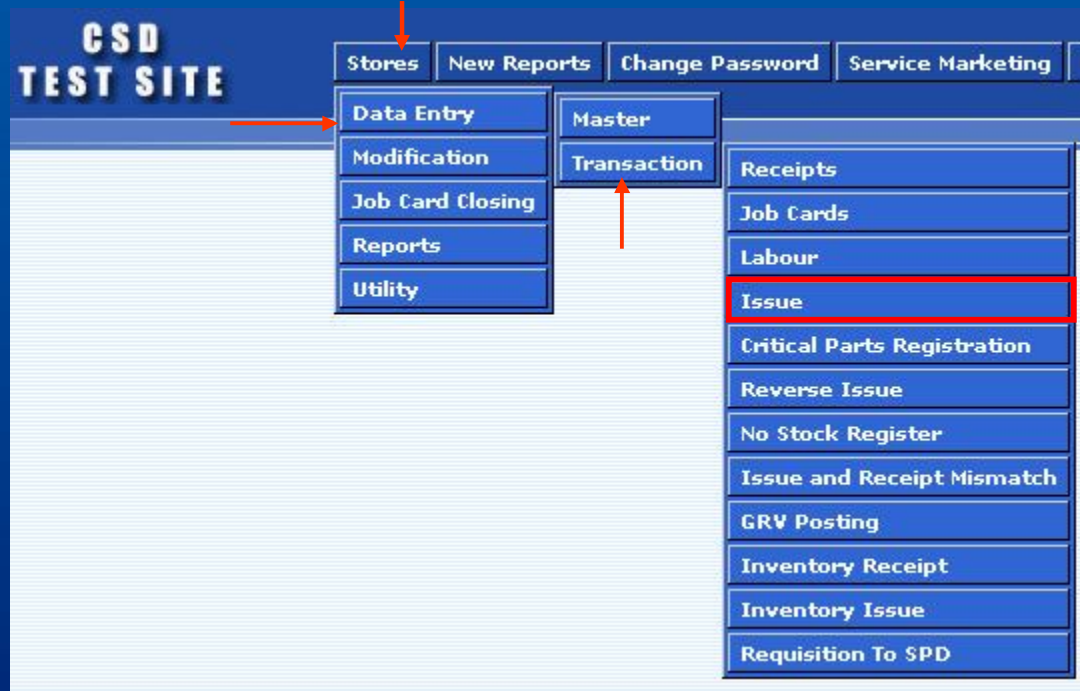 CSD
TEST SITE
Stores
New Reports
Change Password
Service Marketing
Data Entry
Modification
Job Card Closing
Reports
Utility
Master
Transaction
Receipts
Job Cards
Labour
Issue
Critical Parts Registration
Reverse Issue
No Stock Register
Issue and Receipt Mismatch
GRV Posting
Inventory Receipt
Inventory Issue
Requisition To SPD